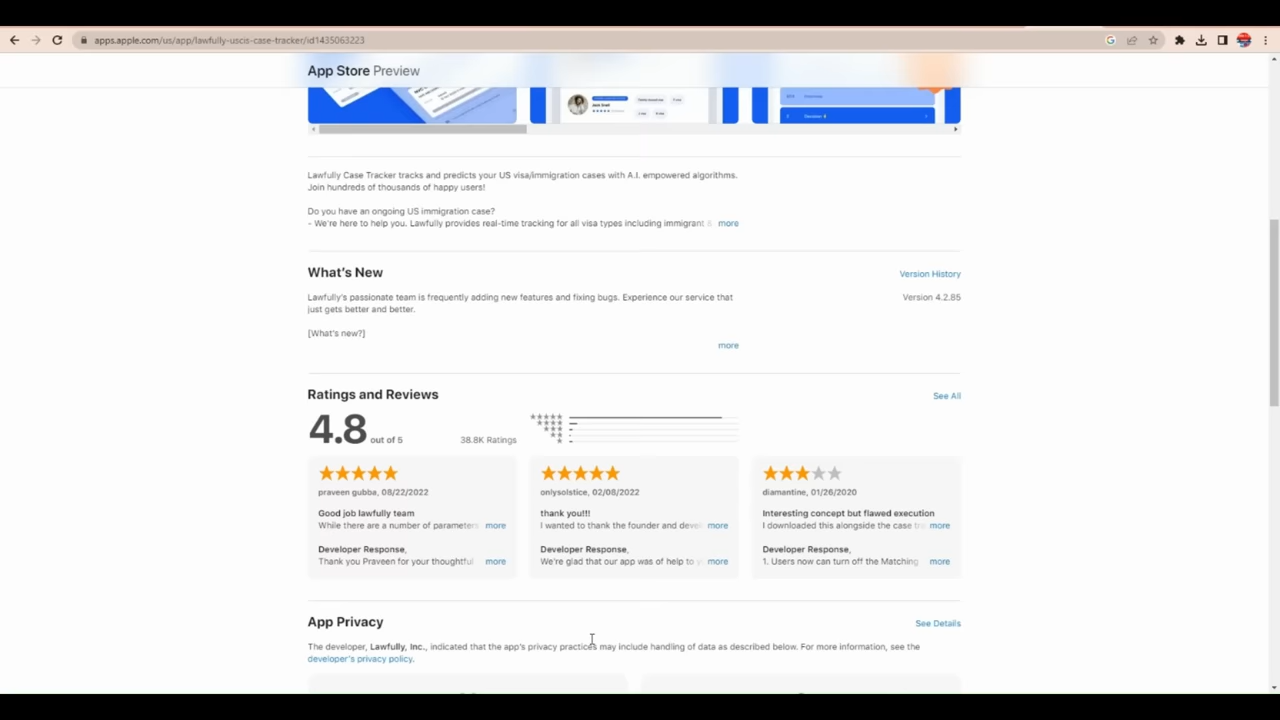 apps.apple.com/us/app/lawfully-uscis-case-tracker/id1435063223
App Store Preview
Lawfully Case Tracker tracks and predicts your US visa/immigration cases with A.I. empowered algorithms.
Join hundreds of thousands of happy users!
Do you have an ongoing US immigration case?
- We're here to help you. Lawfully provides real-time tracking for all visa types including immigrant & more
What's New
Version History
Lawfully's passionate team is frequently adding new features and fixing bugs. Experience our service that
just gets better and better.
Version 4.2.85
[What's new?]
more
Ratings and Reviews
See All
4.8 out of 5
38.8K Ratings
praveen gubba, 08/22/2022
Good job lawfully team
While there are a number of parameters more
Developer Response,
Thank you Praveen for your thoughtful more
onlysolstice, 02/08/2022
thank you!!!
I wanted to thank the founder and deve more
Developer Response,
We're glad that our app was of help to y more
diamantine, 01/26/2020
Interesting concept but flawed execution
I downloaded this alongside the case tra more
Developer Response,
1. Users now can turn off the Matching more
App Privacy
See Details
The developer, Lawfully, Inc., indicated that the app's privacy practices may include handling of data as described below. For more information, see the
developer's privacy policy.